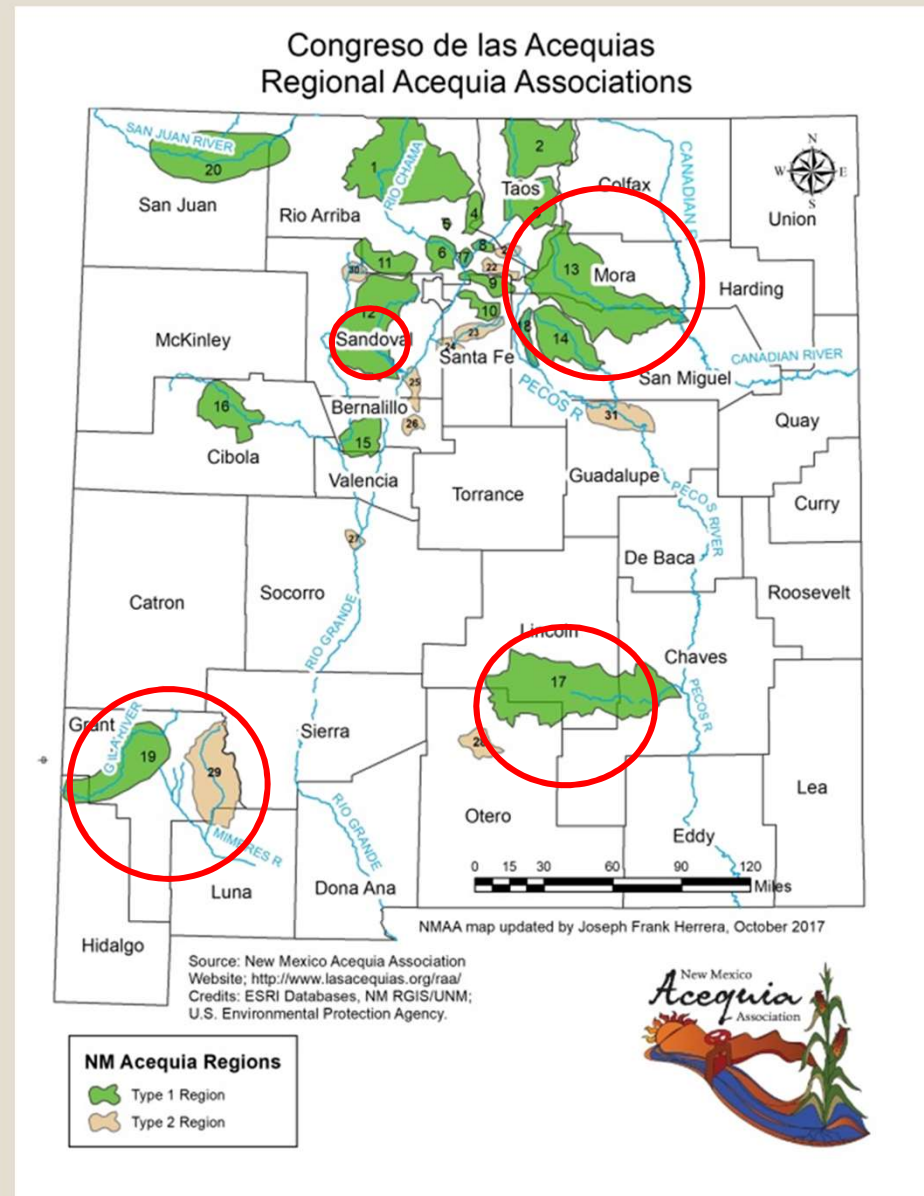 Congreso de las Acequias
Regional Acequia Associations
SAN JUAN RIVER
20
San Juan
1
RIO CHAMA
Rio Arriba
2
Taos
3
4
5
Colfax
CANADIAN R
N
W E
S
Union
6
7
8
22
9
10
11
30
12
Sandoval
13
Mora
Harding
McKinley
23
24
Santa Fe
18
14
San Miguel
CANADIAN RIVER
PECOS R
25
Bernalillo
26
31
Quay
16
15
Cibola
Valencia
Torrance
Guadalupe
PECOS RIVER
Curry
27
De Baca
Catron
Socorro
RIO GRANDE
Roosevelt
Lincoln
17
Chaves
PECOS R
Grant
GILA RIVER
19
29
Sierra
28
Lea
MIMBRES R
RIO GRANDE
Otero
Eddy
Luna
Dona Ana
0 15 30 60 90 120
Miles
Hidalgo
NMAA map updated by Joseph Frank Herrera, October 2017
Source: New Mexico Acequia Association
Website; http://www.lasacequias.org/raa/
Credits: ESRI Databases, NM RGIS/UNM;
U.S. Environmental Protection Agency.
New Mexico
Acequia
Association
NM Acequia Regions
Type 1 Region
Type 2 Region